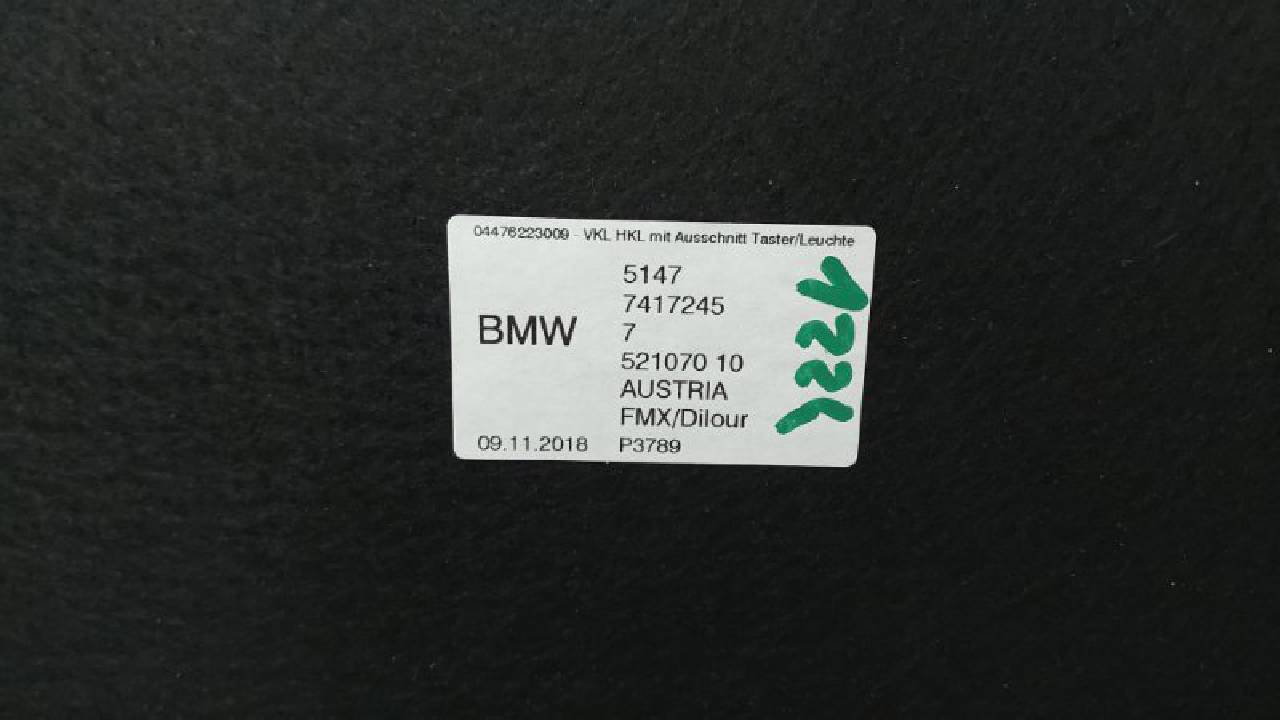 04476223009 - VKL HKL mit Ausschnitt Taster/Leuchte
5147
7417245
BMW
7
521070 10
AUSTRIA
FMX/Dilour
09.11.2018 P3789